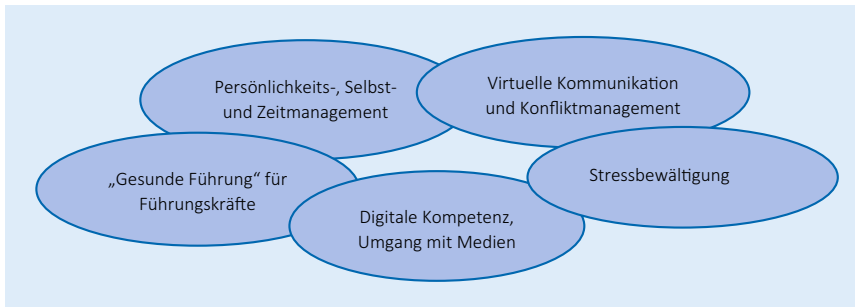 Persönlichkeits-, Selbst-
und Zeitmanagement
Virtuelle Kommunikation
und Konfliktmanagement
„Gesunde Führung“ für
Führungskräfte
Stressbewältigung
Digitale Kompetenz,
Umgang mit Medien